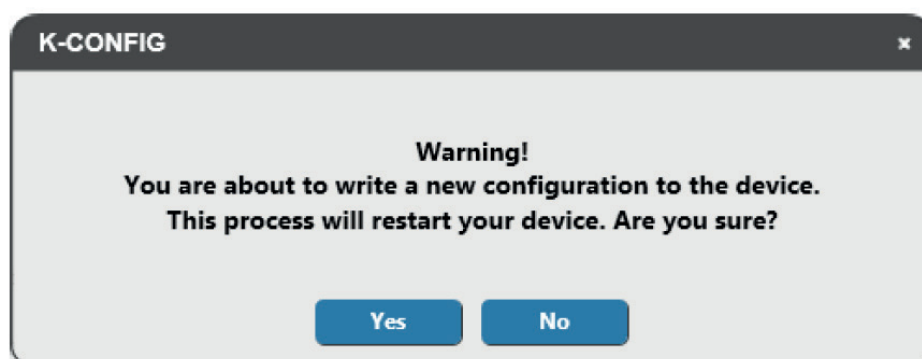 K-CONFIG
Warning!
You are about to write a new configuration to the device.
This process will restart your device. Are you sure?
Yes No